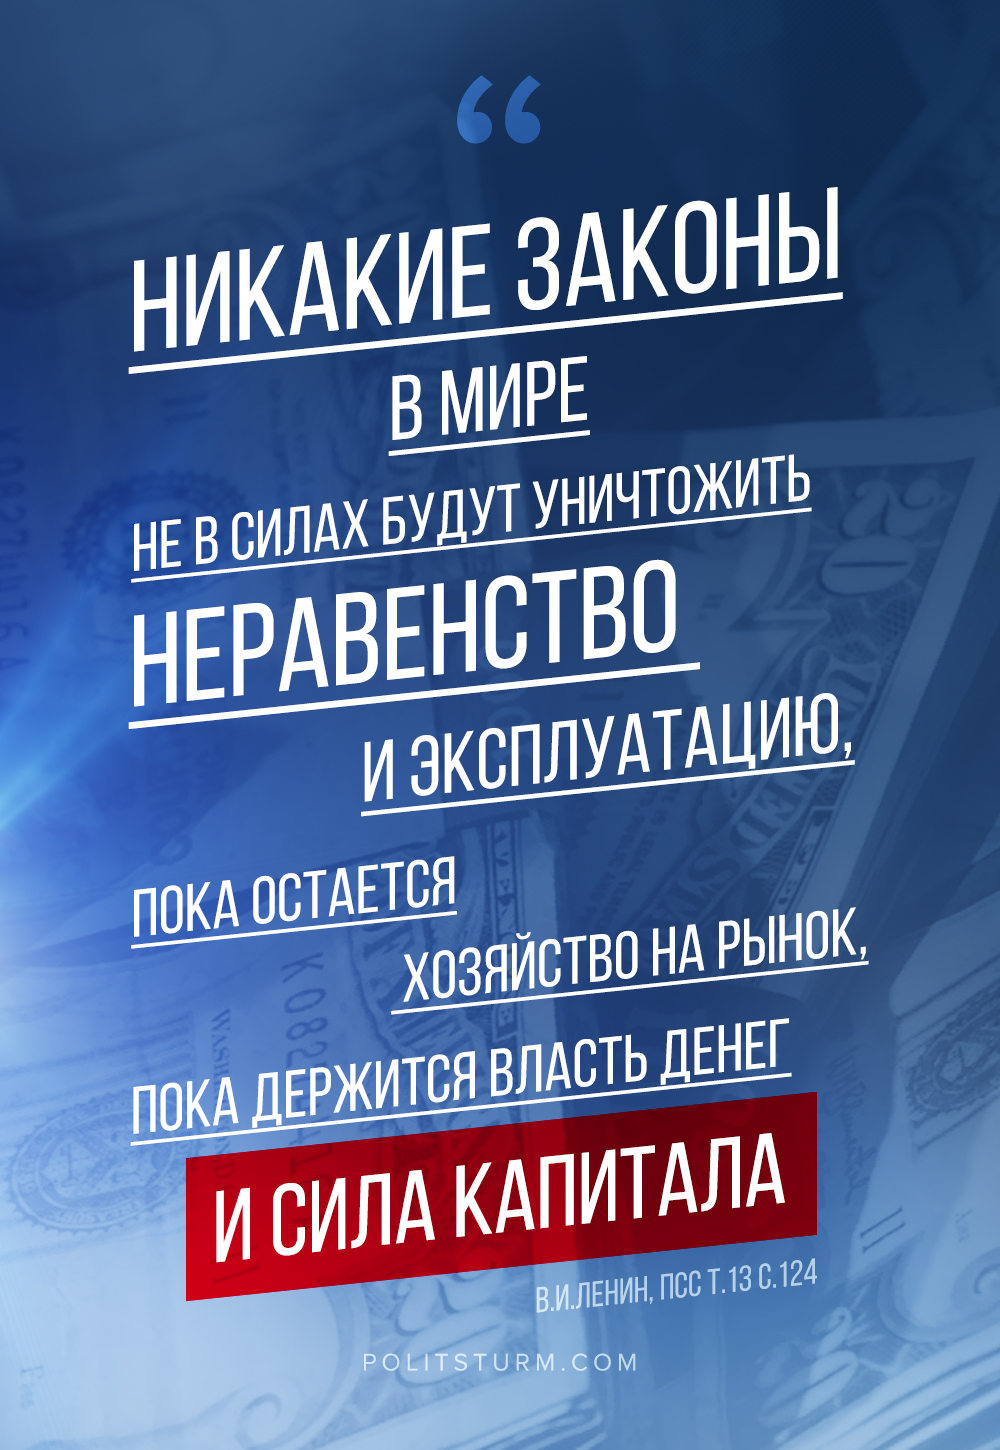 “
НИКАКИЕ ЗАКОНЫ
В МИРЕ
НЕ В СИЛАХ БУДУТ УНИЧТОЖИТЬ
НЕРАВЕНСТВО
И ЭКСПЛУАТАЦИЮ,
ПОКА ОСТАЕТСЯ
ХОЗЯЙСТВО НА РЫНОК,
ПОКА ДЕРЖИТСЯ ВЛАСТЬ ДЕНЕГ
И СИЛА КАПИТАЛА
В.И.ЛЕНИН, ПСС Т.13 С.124
POLITSTURM.COM